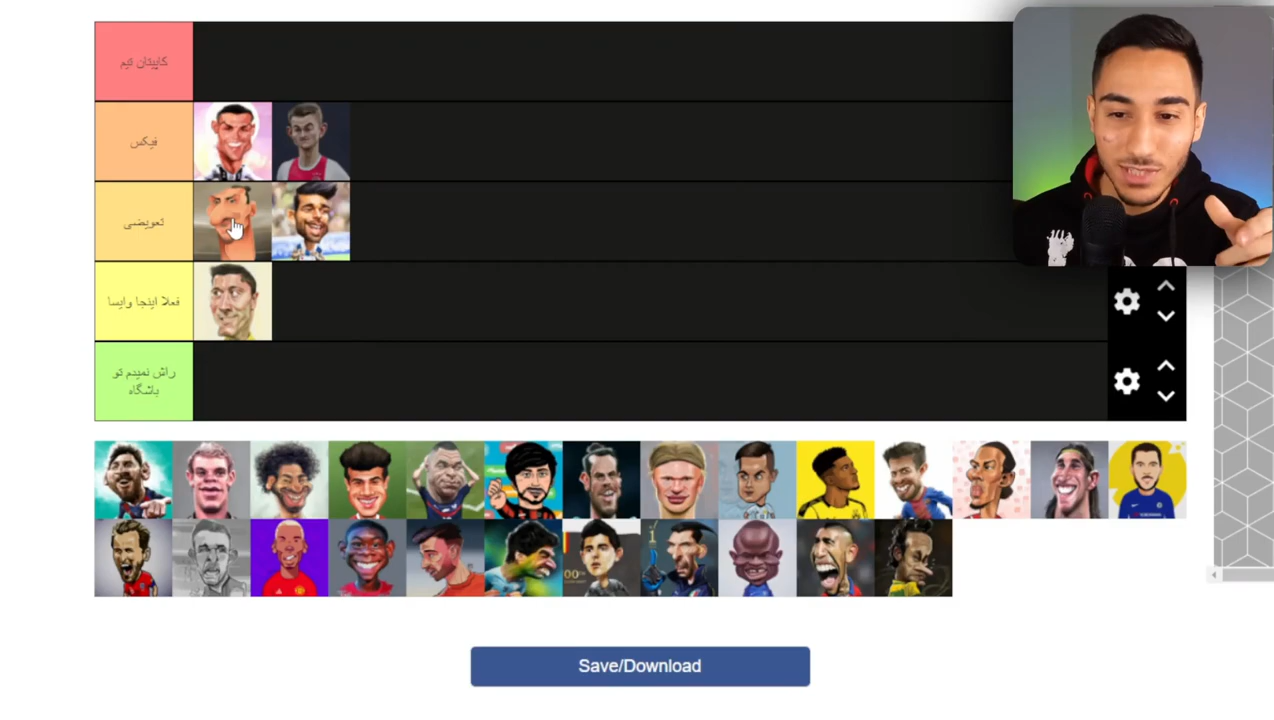 کاپیتان تیم
فیکس
تعویضی
فعلا اینجا وایسا
راش نمیدم تو
باشگاه
Save/Download